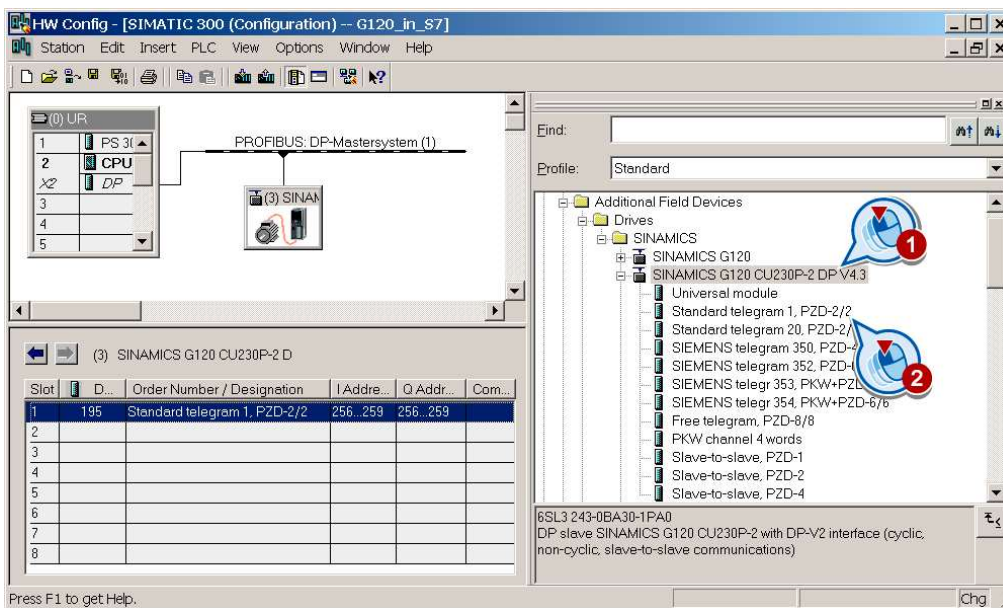 HW Config - [SIMATIC 300 (Configuration) -- G120_in_S7]
Station Edit Insert PLC View Options Window Help
(0) UR
1 PS 3(
2 CPU
X2 DP
3
4
5
PROFIBUS: DP-Mastersystem (1)
(3) SINAM
(3) SINAMICS G120 CU230P-2 D
Slot D... Order Number / Designation I Addre... Q Addr... Com...
1 195 Standard telegram 1, PZD-2/2 256...259 256...259
2
3
4
5
6
7
8
Find:
Profile: Standard
Additional Field Devices
Drives
SINAMICS
SINAMICS G120
SINAMICS G120 CU230P-2 DP V4.3
Universal module
Standard telegram 1, PZD-2/2
Standard telegram 20, PZD-2/
SIEMENS telegram 350, PZD-4
SIEMENS telegram 352, PZD-
SIEMENS telegr 353, PKW+PZD
SIEMENS telegr 354, PKW+PZD-6/6
Free telegram, PZD-8/8
PKW channel 4 words
Slave-to-slave, PZD-1
Slave-to-slave, PZD-2
Slave-to-slave, PZD-4
1
2
6SL3 243-0BA30-1PA0
DP slave SINAMICS G120 CU230P-2 with DP-V2 interface (cyclic,
non-cyclic, slave-to-slave communications)
Press F1 to get Help.
Chg